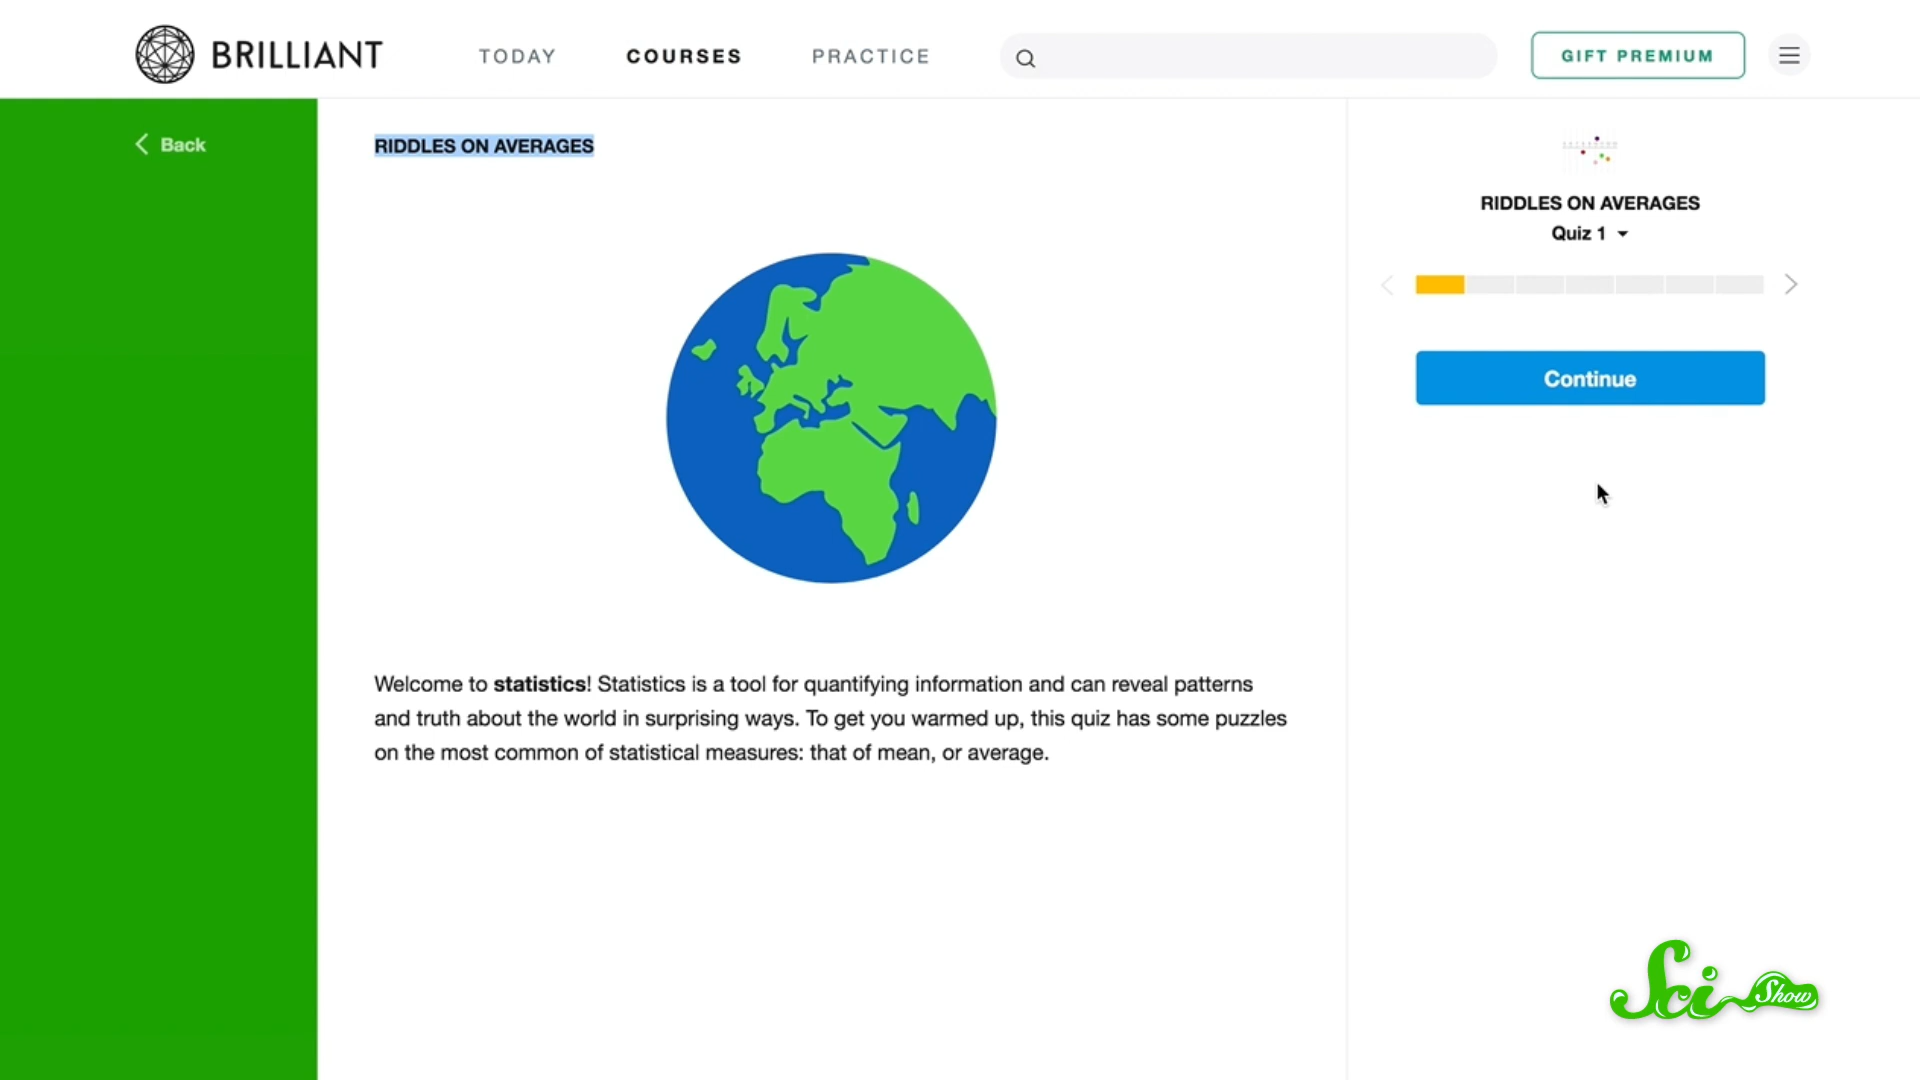 BRILLIANT
TODAY
COURSES
PRACTICE
GIFT PREMIUM
Back
RIDDLES ON AVERAGES
RIDDLES ON AVERAGES
Quiz 1
Continue
Welcome to statistics! Statistics is a tool for quantifying information and can reveal patterns
and truth about the world in surprising ways. To get you warmed up, this quiz has some puzzles
on the most common of statistical measures: that of mean, or average.
Sci Show